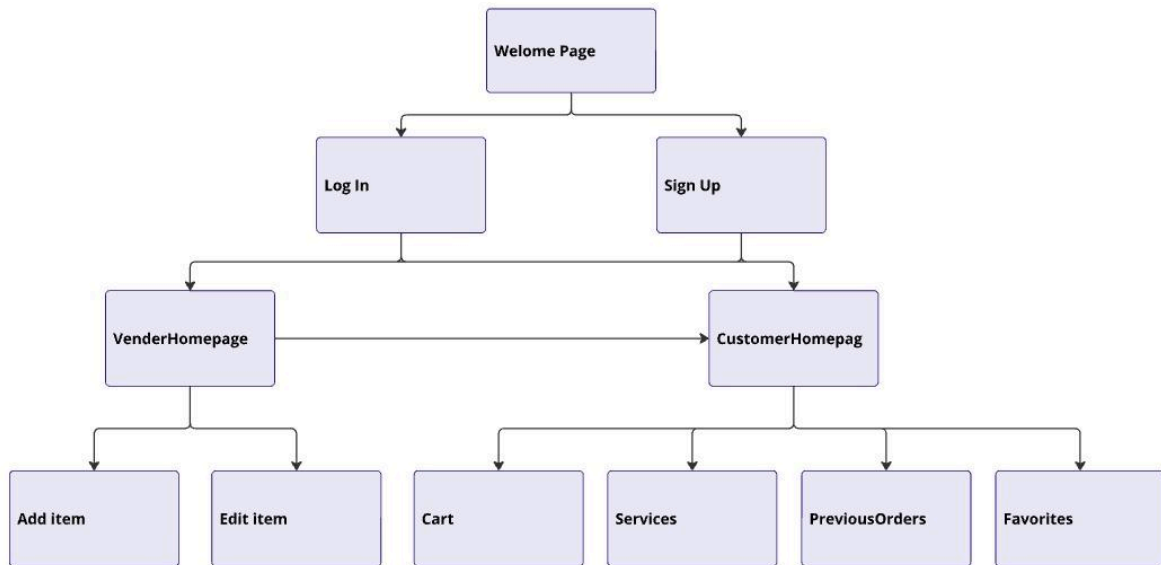 Welome Page
Log In
Sign Up
VenderHomepage
CustomerHomepag
Add item
Edit item
Cart
Services
PreviousOrders
Favorites